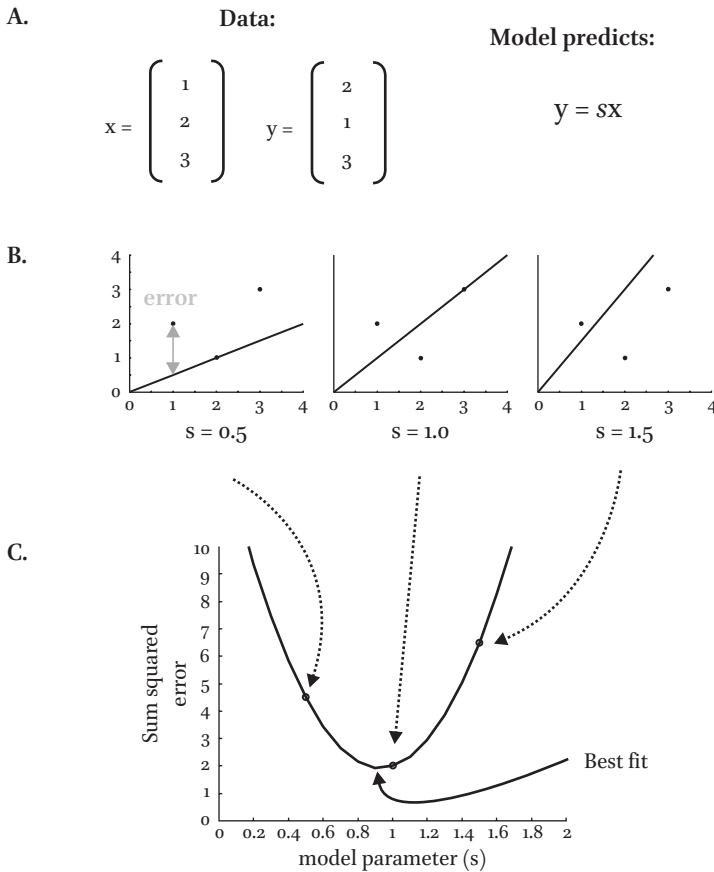 A.
Data:
Model predicts:
x =
1
2
3
y =
2
1
3
y = sx
B.
4
3
2
1
0
error
0 1 2 3 4
s = 0.5
0 1 2 3 4
s = 1.0
0 1 2 3 4
s = 1.5
C.
Sum squared
error
10
9
8
7
6
5
4
3
2
1
0
Best fit
0 0.2 0.4 0.6 0.8 1 1.2 1.4 1.6 1.8 2
model parameter (s)